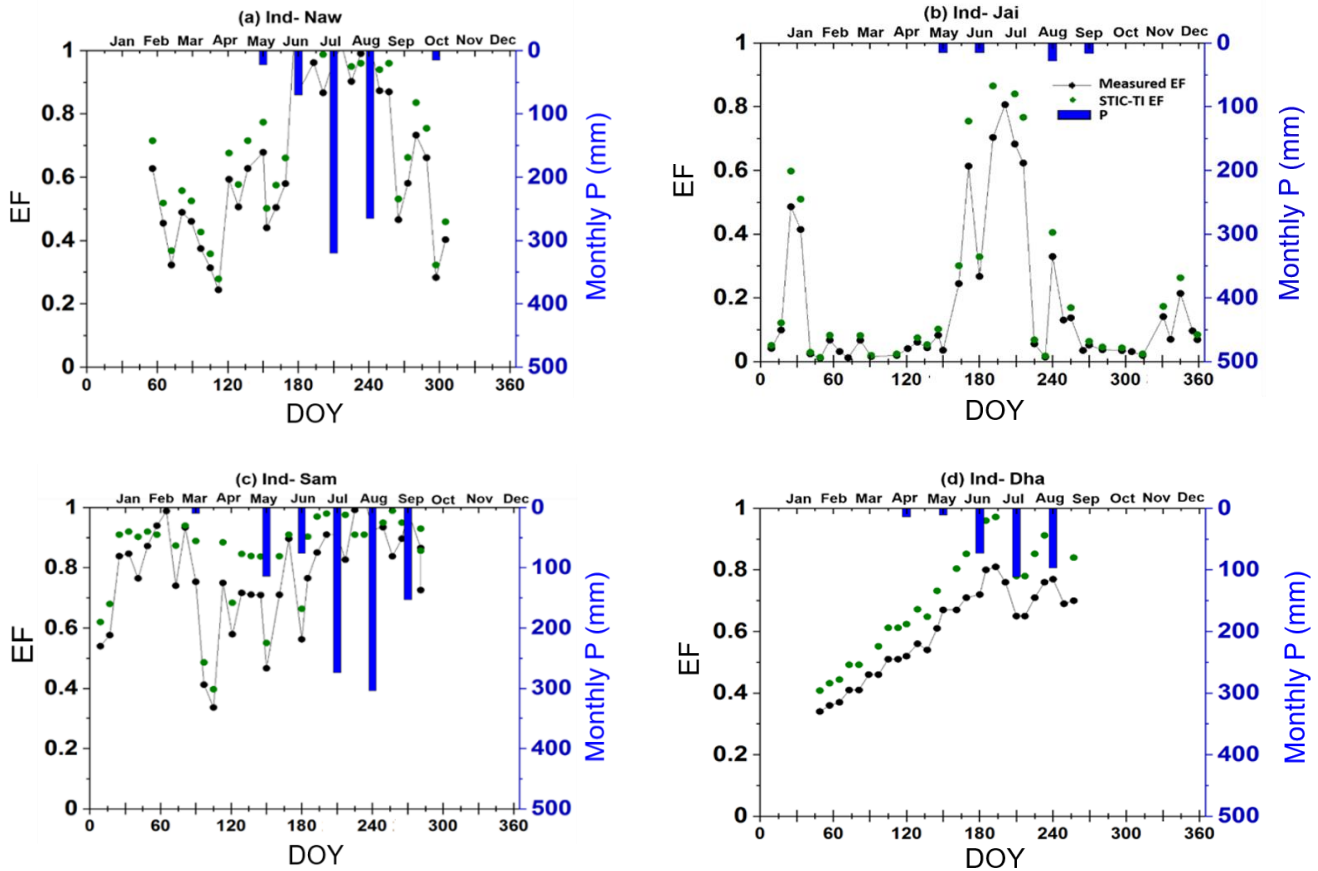 (a) Ind- Naw
Jan Feb Mar Apr May Jun Jul Aug Sep Oct Nov Dec
1
0.8
0.6
0.4
0.2
0
EF
0
100
200
300
400
500
Monthly P (mm)
0 60 120 180 240 300 360
DOY
(b) Ind- Jai
Jan Feb Mar Apr May Jun Jul Aug Sep Oct Nov Dec
1
0.8
0.6
0.4
0.2
0
EF
Measured EF
STIC-TI EF
P
0
100
200
300
400
500
Monthly P (mm)
0 60 120 180 240 300 360
DOY
(c) Ind- Sam
Jan Feb Mar Apr May Jun Jul Aug Sep Oct Nov Dec
1
0.8
0.6
0.4
0.2
0
EF
0
100
200
300
400
500
Monthly P (mm)
0 60 120 180 240 300 360
DOY
(d) Ind- Dha
Jan Feb Mar Apr May Jun Jul Aug Sep Oct Nov Dec
1
0.8
0.6
0.4
0.2
0
EF
0
100
200
300
400
500
Monthly P (mm)
0 60 120 180 240 300 360
DOY